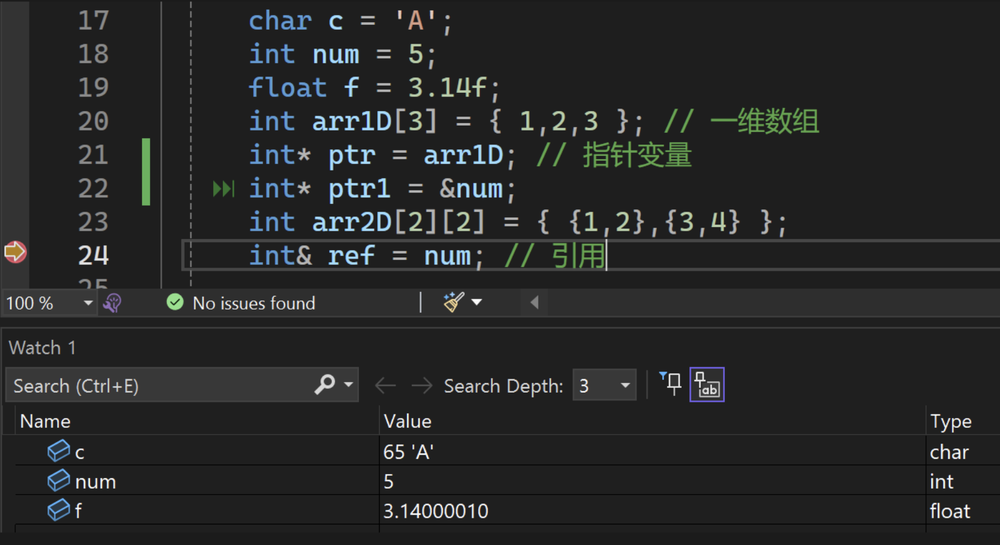 17 char c = 'A';
18 int num = 5;
19 float f = 3.14f;
20 int arr1D[3] = { 1,2,3 }; // 一维数组
21 int* ptr = arr1D; // 指针变量
22 int* ptr1 = &num;
23 int arr2D[2][2] = { {1,2},{3,4} };
24 int& ref = num; // 引用
25
100 % No issues found
Watch 1
Search (Ctrl+E) Search Depth: 3
Name Value Type
c 65 'A' char
num 5 int
f 3.14000010 float